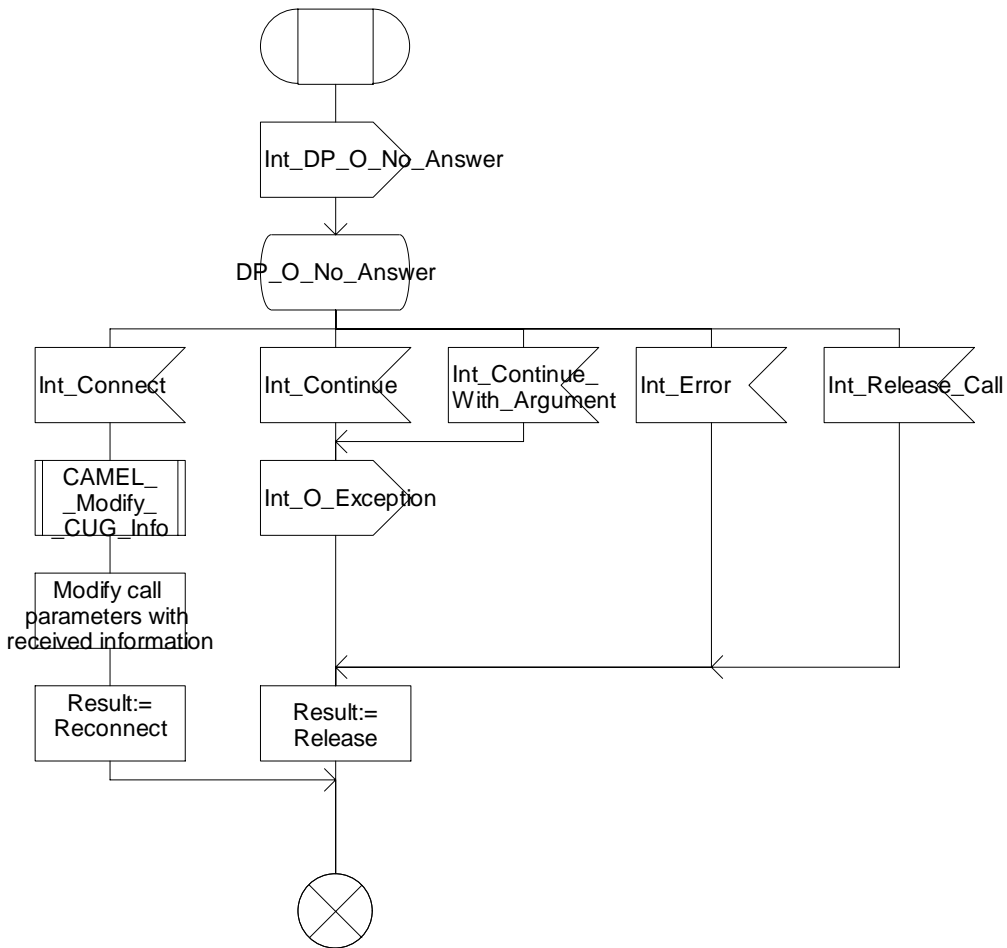 Int_DP_O_No_Answer
DP_O_No_Answer
Int_Connect
Int_Continue
Int_Continue_
With_Argument
Int_Error
Int_Release_Call
CAMEL_
_Modify_
_CUG_Info
Int_O_Exception
Modify call
parameters with
received information
Result:=
Reconnect
Result:=
Release